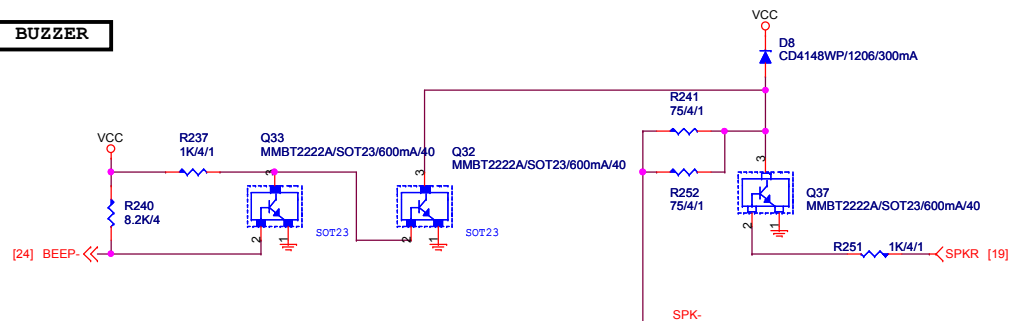 BUZZER
VCC
D8
CD4148WP/1206/300mA
R241
75/4/1
VCC
R237
1K/4/1
Q33
MMBT2222A/SOT23/600mA/40
Q32
MMBT2222A/SOT23/600mA/40
3
3
3
R252
75/4/1
Q37
MMBT2222A/SOT23/600mA/40
R240
8.2K/4
2
1
SOT23
2
1
SOT23
2
1
[24] BEEP-
R251
1K/4/1
SPKR [19]
SPK-